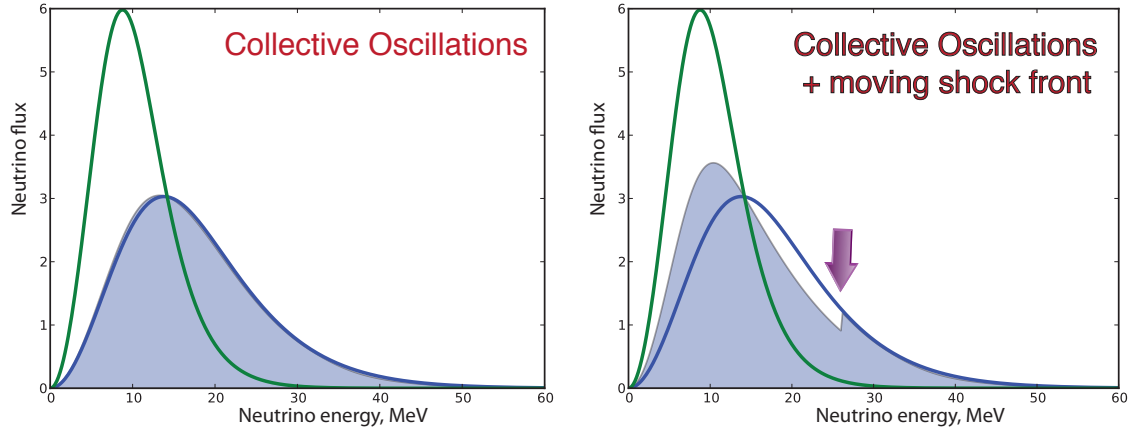 Collective Oscillations
6
5
4
3
2
1
0
Neutrino flux
0 10 20 30 40 50 60
Neutrino energy, MeV
Collective Oscillations
+ moving shock front
6
5
4
3
2
1
0
Neutrino flux
0 10 20 30 40 50 60
Neutrino energy, MeV